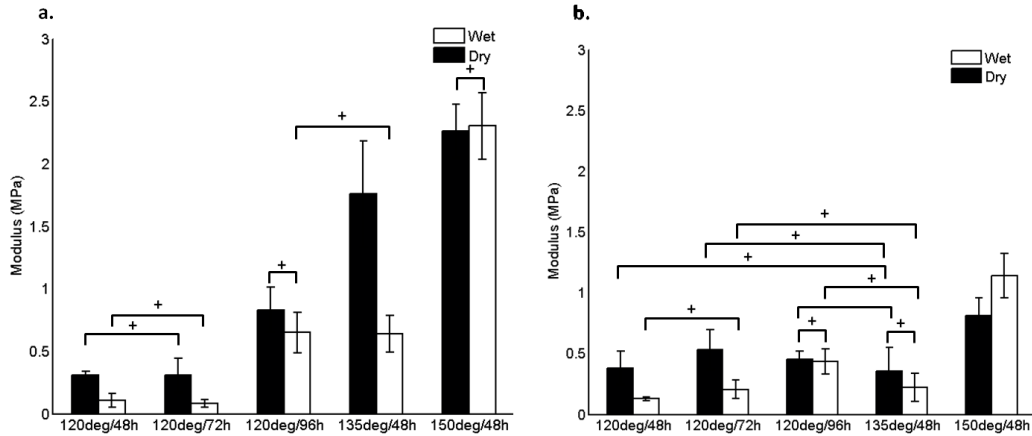 a.
3
Wet
Dry
+
2.5
+
2
Modulus (MPa)
1.5
+
1
+
+
0.5
0
120deg/48h 120deg/72h 120deg/96h 135deg/48h 150deg/48h
b.
3
Wet
Dry
2.5
2
Modulus (MPa)
1.5
+
+
+
1
+
+
+
+
0.5
0
120deg/48h 120deg/72h 120deg/96h 135deg/48h 150deg/48h